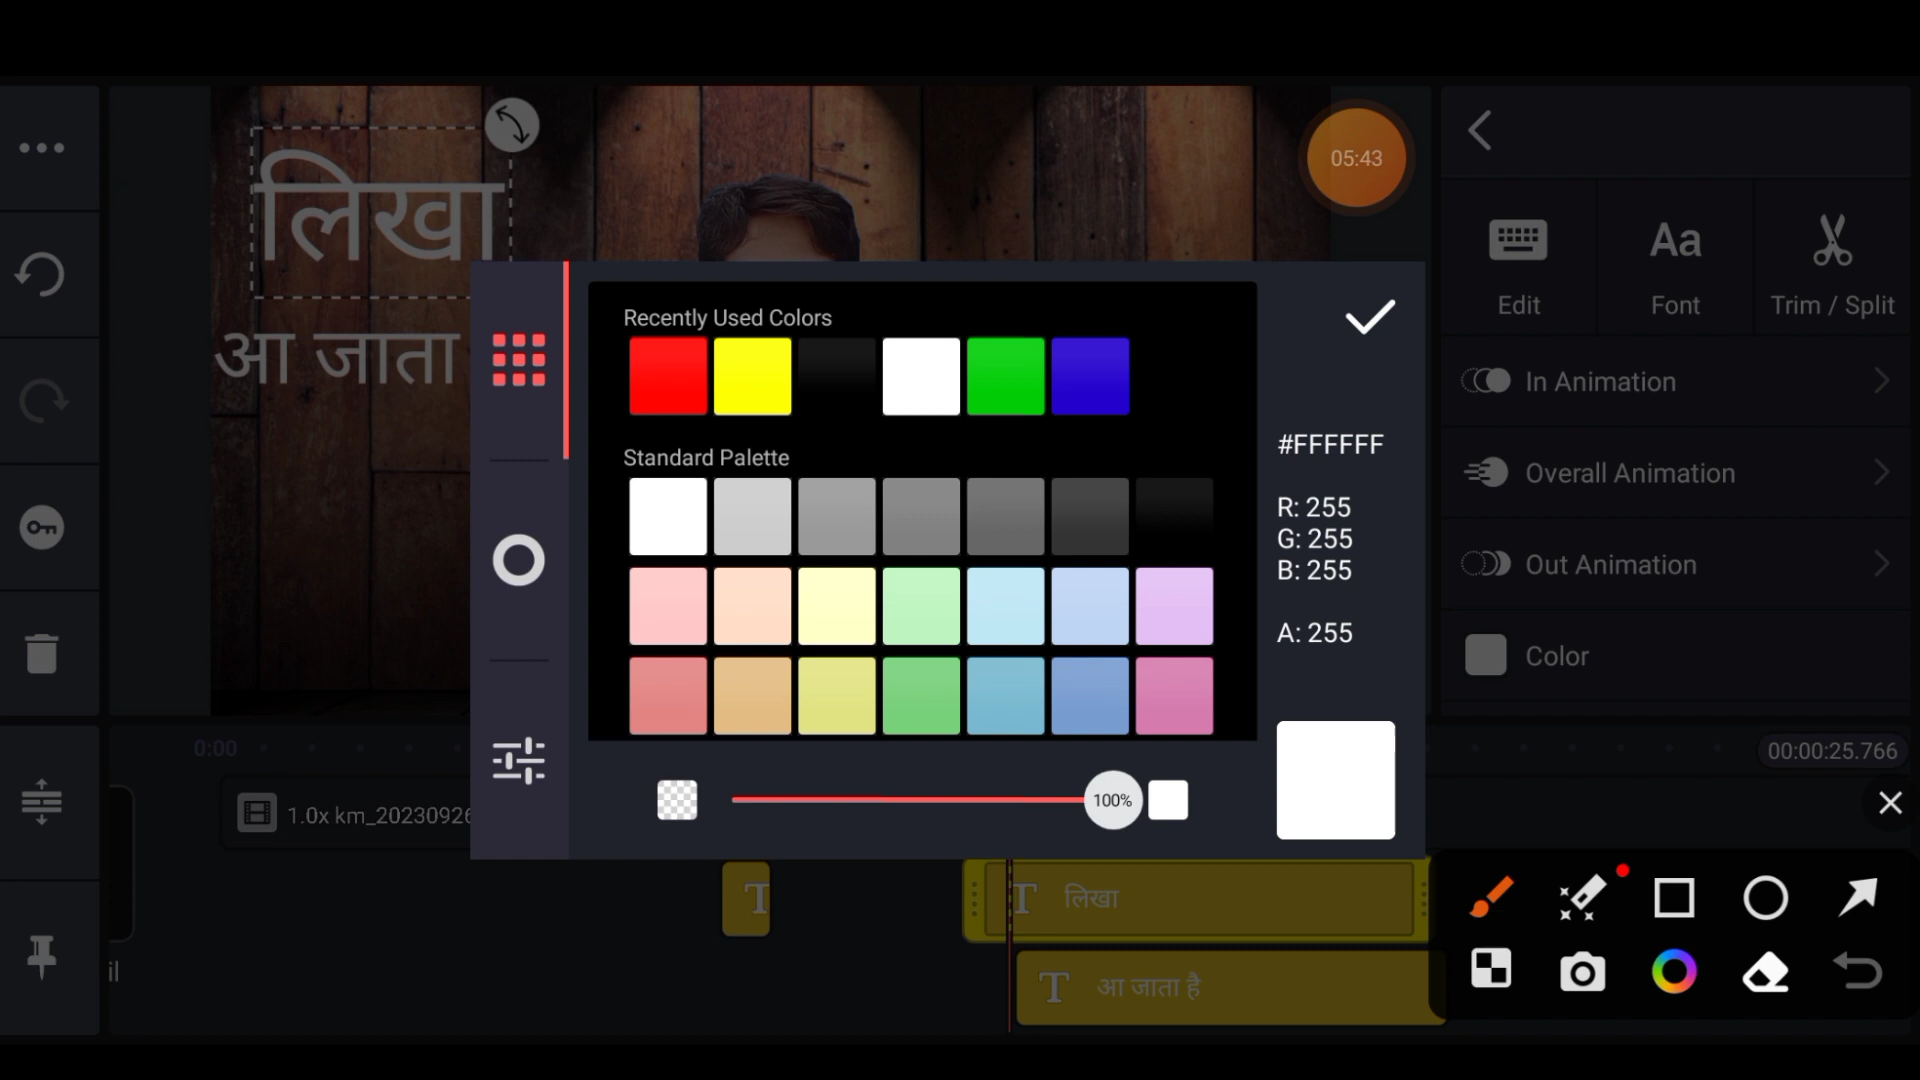 लिखा
आ जाता
05:43
Edit
Font
Trim / Split
In Animation
Overall Animation
Out Animation
Color
Recently Used Colors
Standard Palette
#FFFFFF
R: 255
G: 255
B: 255
A: 255
100%
0:00
00:00:25.766
1.0x km_20230926
T
T लिखा
T आ जाता है
il